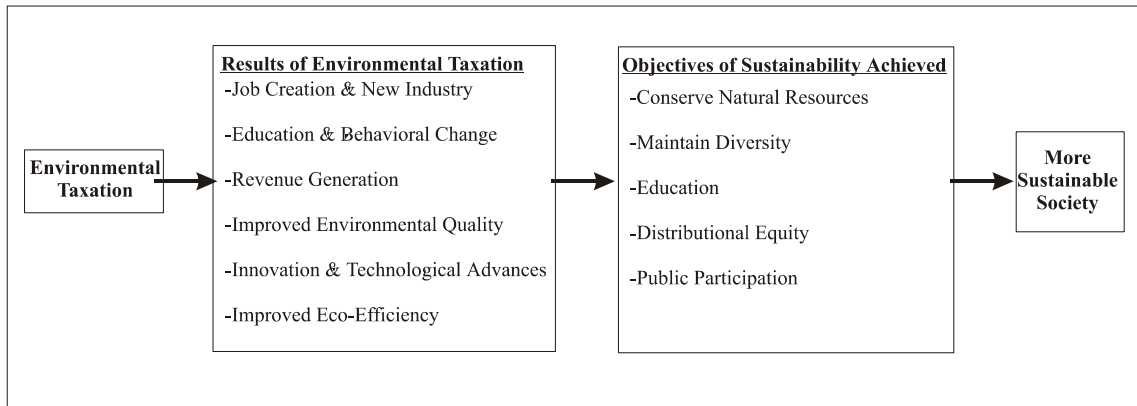 Environmental
Taxation
Results of Environmental Taxation
-Job Creation & New Industry
-Education & Behavioral Change
-Revenue Generation
-Improved Environmental Quality
-Innovation & Technological Advances
-Improved Eco-Efficiency
Objectives of Sustainability Achieved
-Conserve Natural Resources
-Maintain Diversity
-Education
-Distributional Equity
-Public Participation
More
Sustainable
Society